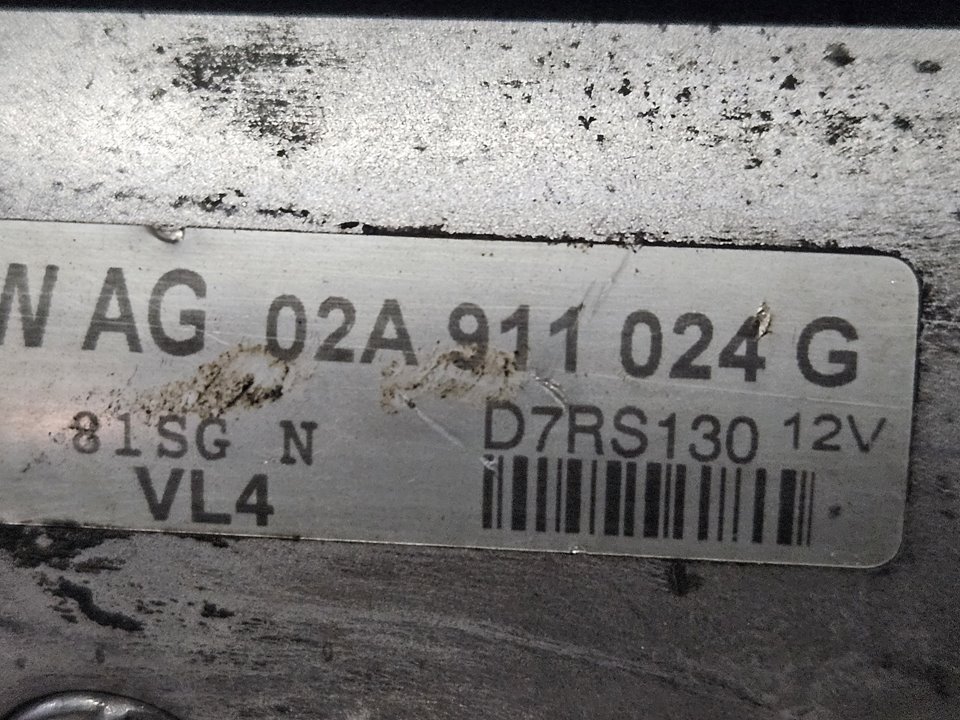 W AG 02A 911 024 G
81SG N D7RS130 12V
VL4